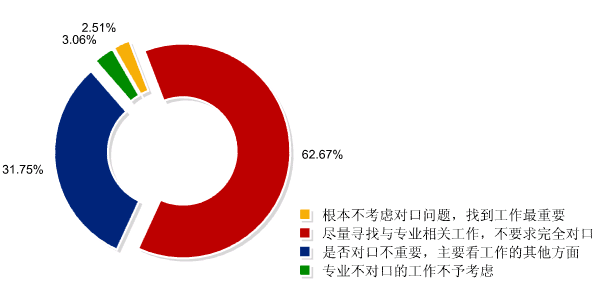 2.51%
3.06%
62.67%
31.75%
根本不考虑对口问题，找到工作最重要
尽量寻找与专业相关工作，不要求完全对口
是否对口不重要，主要看工作的其他方面
专业不对口的工作不予考虑